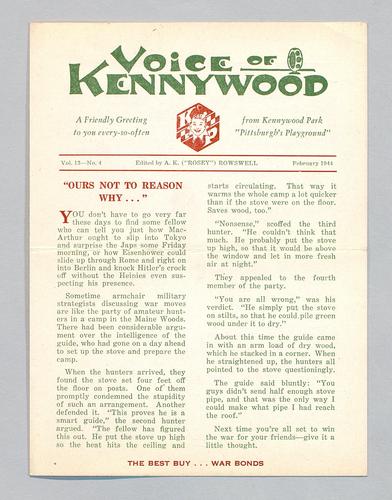 VOICE OF
KENNYWOOD
A Friendly Greeting
to you every-so-often
K
P
from Kennywood Park
"Pittsburgh's Playground"
Vol. 13—No. 4
Edited by A. K. ("ROSEY") ROWSWELL
February 1944
"OURS NOT TO REASON
WHY . . ."
YOU don't have to go very far
these days to find some fellow
who can tell you just how Mac-
Arthur ought to slip into Tokyo
and surprise the Japs some Friday
morning, or how Eisenhower could
slide up through Rome and right on
into Berlin and knock Hitler's crock
off without the Heinies even sus-
pecting his presence.
Sometime armchair military
strategists discussing war moves
are like the party of amateur hunt-
ers in a camp in the Maine Woods.
There had been considerable argu-
ment over the intelligence of the
guide, who had gone on a day ahead
to set up the stove and prepare the
camp.
When the hunters arrived, they
found the stove set four feet off
the floor on posts. One of them
promptly condemned the stupidity
of such an arrangement. Another
defended it. "This proves he is a
smart guide," the second hunter
argued. "The fellow has figured
this out. He put the stove up high
so the heat hits the ceiling and
starts circulating. That way it
warms the whole camp a lot quicker
than if the stove were on the floor.
Saves wood, too."
"Nonsense," scoffed the third
hunter. "He couldn't think that
much. He probably put the stove
up high, so that it would be above
the window and let in more fresh
air at night."
They appealed to the fourth
member of the party.
"You are all wrong," was his
verdict. "He simply put the stove
on stilts, so that he could pile green
wood under it to dry."
About this time the guide came
in with an arm load of dry wood,
which he stacked in a corner. When
he straightened up, the hunters all
pointed to the stove questioningly.
The guide said bluntly: "You
guys didn't send half enough stove
pipe, and that was the only way I
could make what pipe I had reach
the roof."
Next time you're all set to win
the war for your friends—give it a
little thought.
THE BEST BUY . . . WAR BONDS